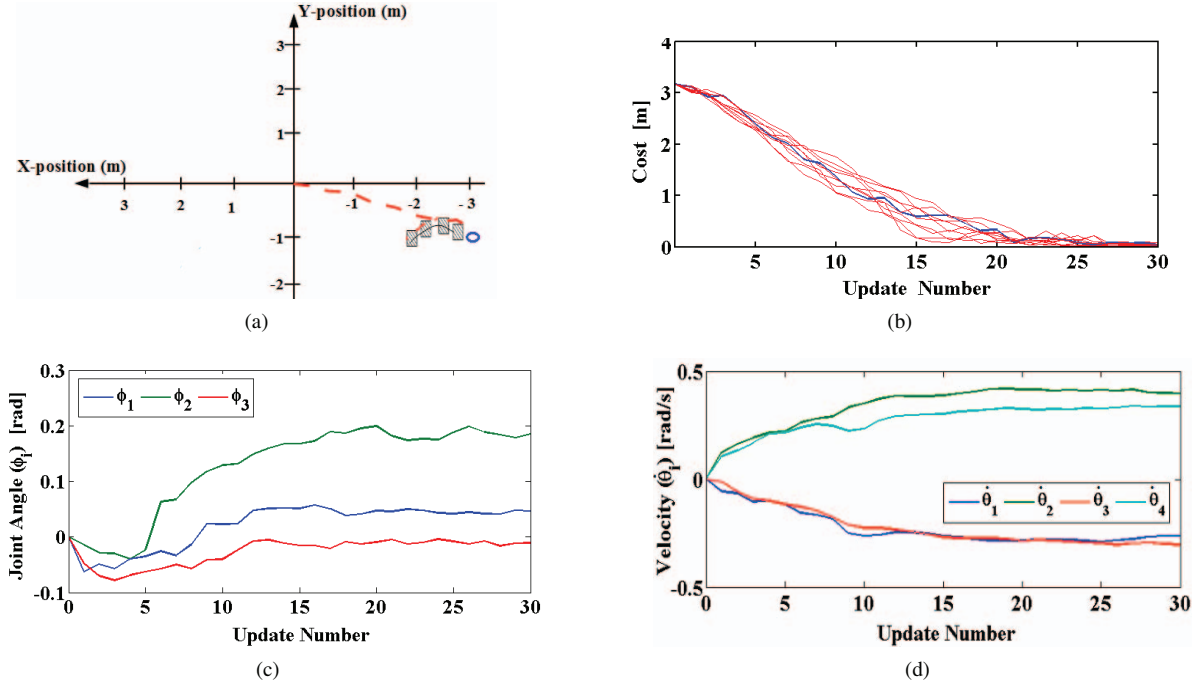 Y-position (m)
3
2
1
X-position (m)
3 2 1 -1 -2 -3
-1
-2
(a)
4
3
2
1
0
Cost [m]
5 10 15 20 25 30
Update Number
(b)
0.3
0.2
0.1
0
-0.1
Joint Angle (ϕi) [rad]
ϕ1 ϕ2 ϕ3
0 5 10 15 20 25 30
Update Number
(c)
0.5
0
-0.5
Velocity (θ̇i) [rad/s]
θ̇1 θ̇2 θ̇3 θ̇4
0 5 10 15 20 25 30
Update Number
(d)